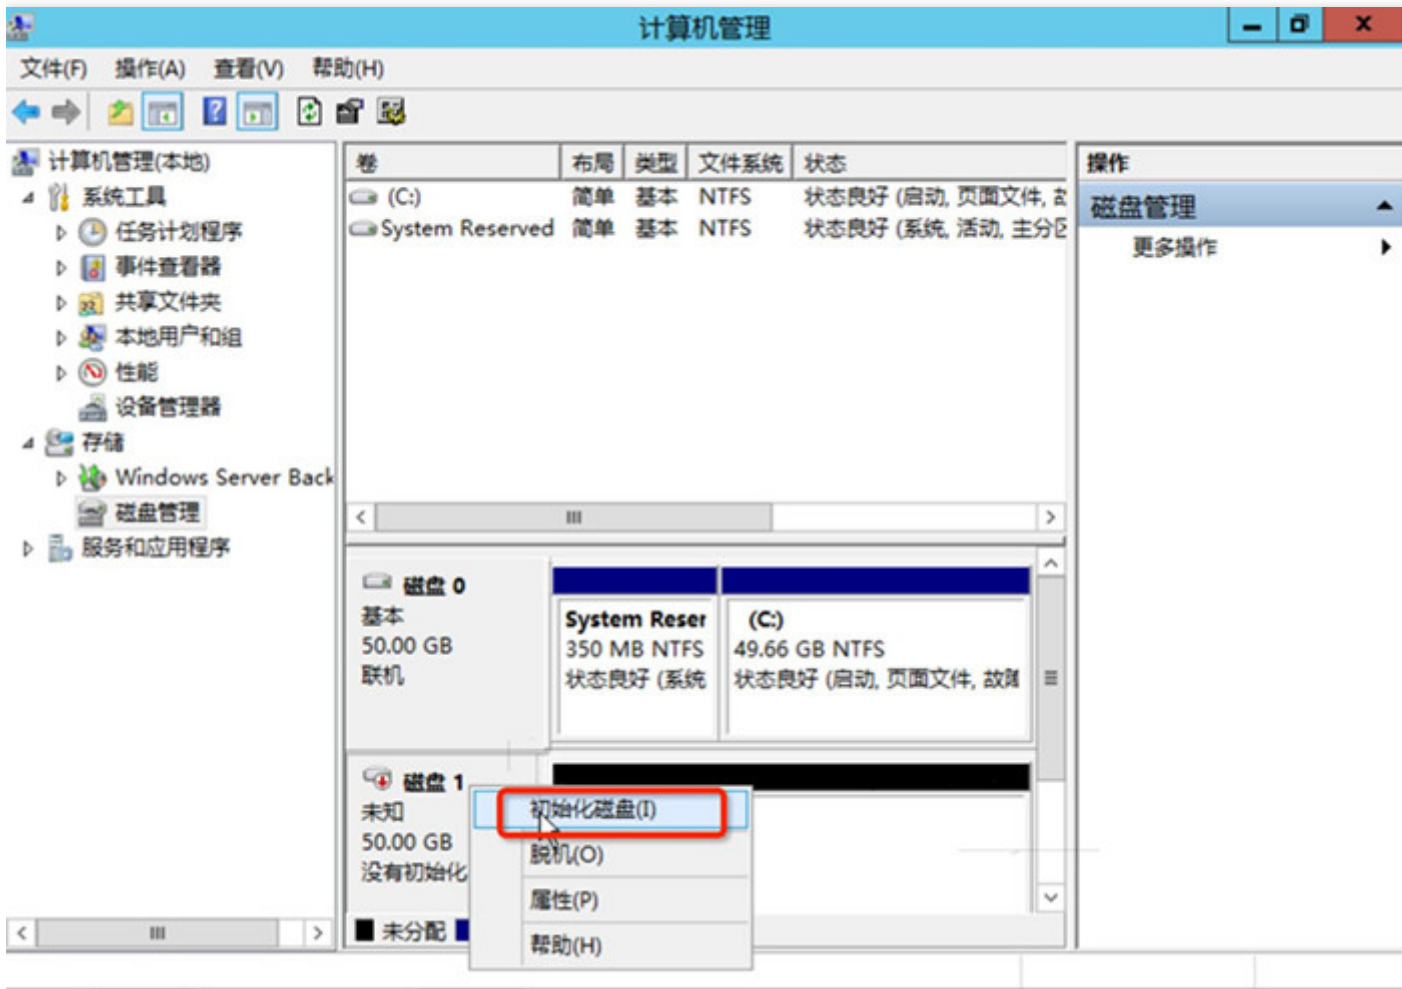 计算机管理
文件(F) 操作(A) 查看(V) 帮助(H)
计算机管理(本地)
系统工具
任务计划程序
事件查看器
共享文件夹
本地用户和组
性能
设备管理器
存储
Windows Server Back
磁盘管理
服务和应用程序
卷 布局 类型 文件系统 状态
(C:) 简单 基本 NTFS 状态良好 (启动, 页面文件, 故
System Reserved 简单 基本 NTFS 状态良好 (系统, 活动, 主分区
磁盘 0
基本
50.00 GB
联机
System Reser
350 MB NTFS
状态良好 (系统
(C:)
49.66 GB NTFS
状态良好 (启动, 页面文件, 故障
磁盘 1
未知
50.00 GB
没有初始化
初始化磁盘(I)
脱机(O)
属性(P)
帮助(H)
未分配
操作
磁盘管理
更多操作